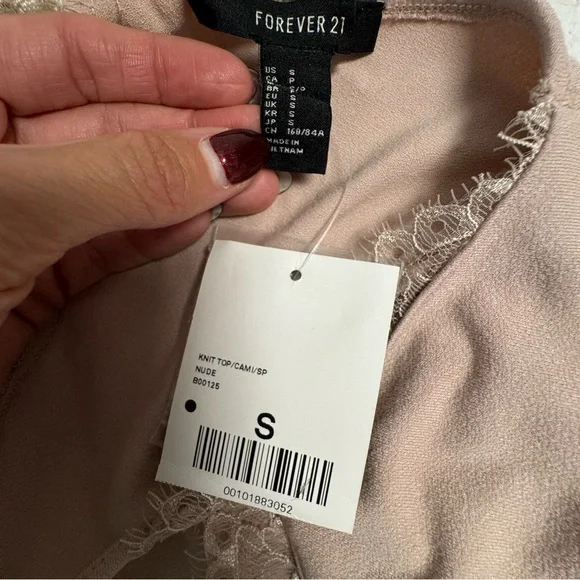 FOREVER 21
US S
CA P
BR S/P
EU S
UK S
KR S
JP S
CN 160/84A
MADE IN
VIETNAM
KNIT TOP/CAMI/SP
NUDE
B00125
S
00101883052